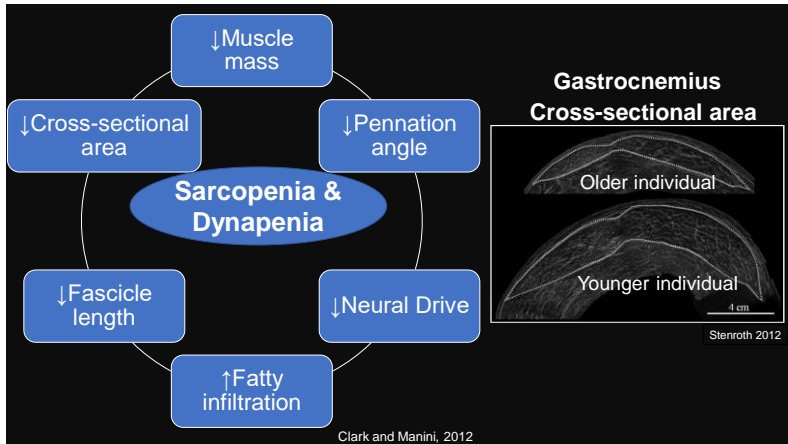 ↓Muscle
mass
↓Cross-sectional
area
↓Pennation
angle
Sarcopenia &
Dynapenia
↓Fascicle
length
↓Neural Drive
↑Fatty
infiltration
Clark and Manini, 2012
Gastrocnemius
Cross-sectional area
Older individual
Younger individual
4 cm
Stenroth 2012